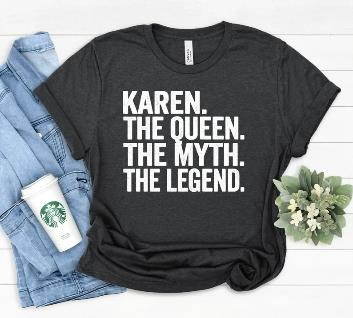 KAREN.
THE QUEEN.
THE MYTH.
THE LEGEND.